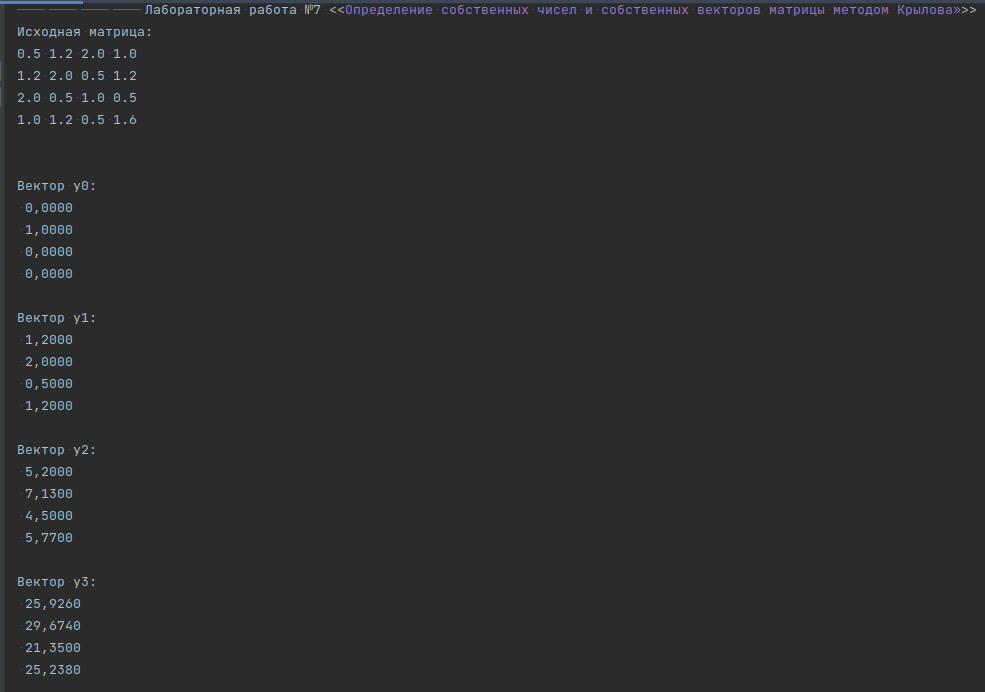 Лабораторная работа №7 <<Определение собственных чисел и собственных векторов матрицы методом Крылова»>>
Исходная матрица:
0.5 1.2 2.0 1.0
1.2 2.0 0.5 1.2
2.0 0.5 1.0 0.5
1.0 1.2 0.5 1.6
Вектор y0:
0,0000
1,0000
0,0000
0,0000
Вектор y1:
1,2000
2,0000
0,5000
1,2000
Вектор y2:
5,2000
7,1300
4,5000
5,7700
Вектор y3:
25,9260
29,6740
21,3500
25,2380